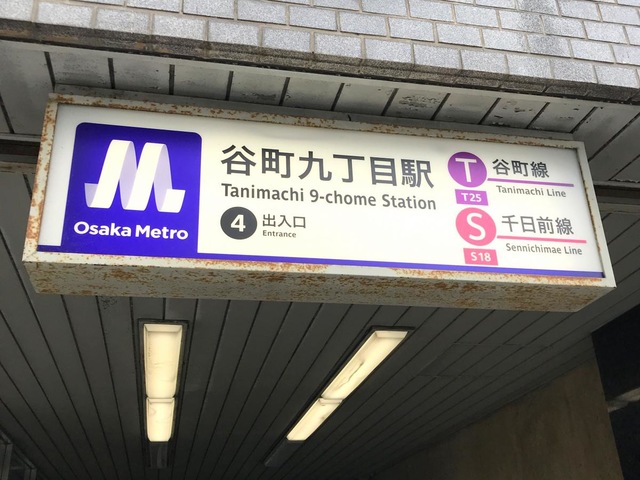 Osaka Metro
谷町九丁目駅
Tanimachi 9-chome Station
4 出入口
Entrance
T 谷町線
Tanimachi Line
T25
S 千日前線
Sennichimae Line
S18